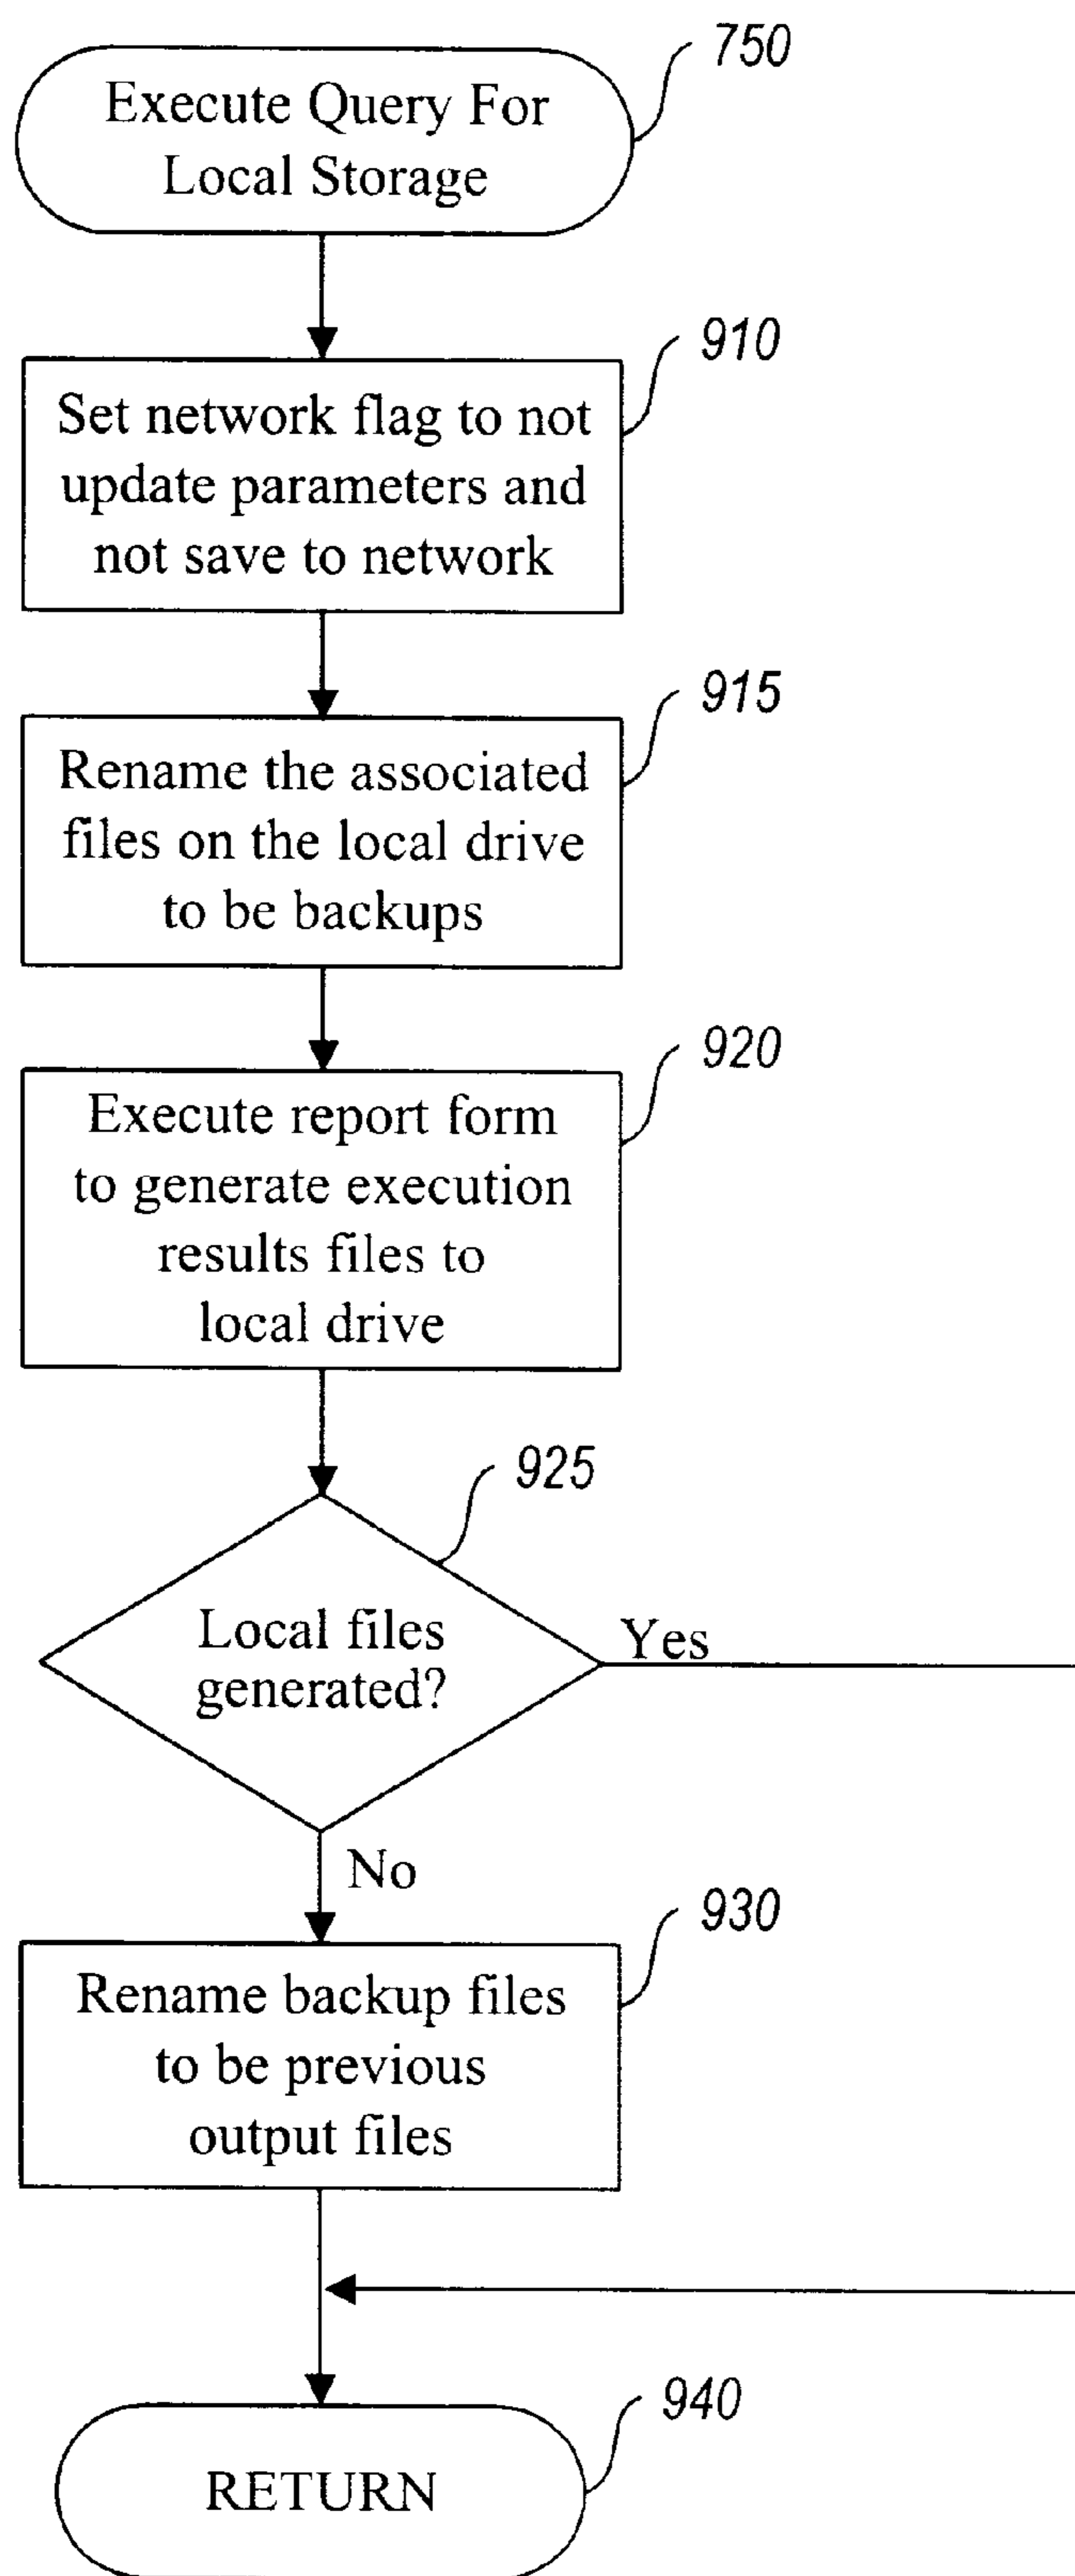 750
Execute Query For
Local Storage
910
Set network flag to not
update parameters and
not save to network
915
Rename the associated
files on the local drive
to be backups
920
Execute report form
to generate execution
results files to
local drive
925
Local files
generated?
Yes
No
930
Rename backup files
to be previous
output files
940
RETURN